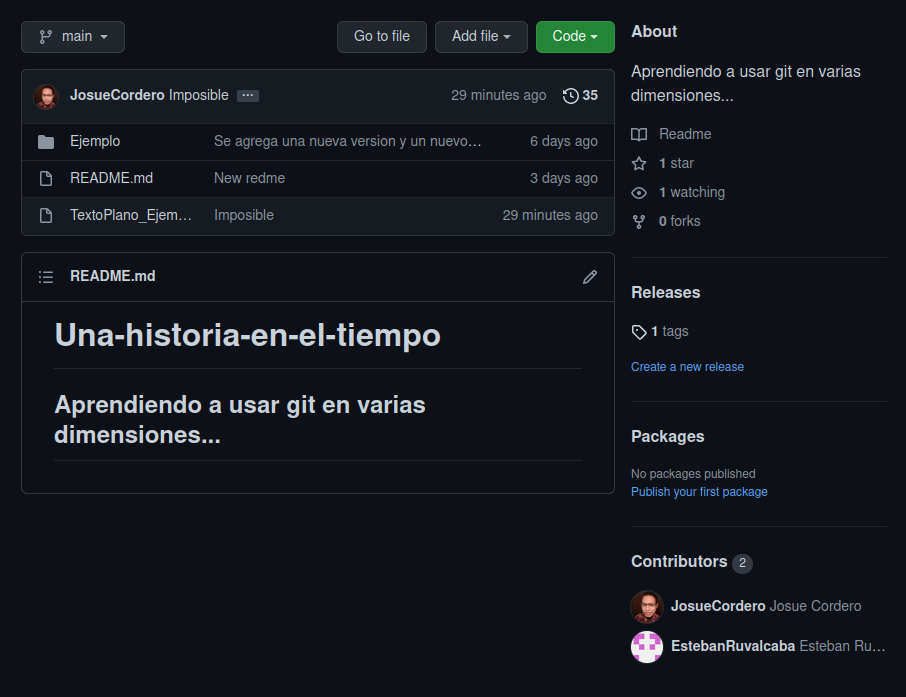 main
Go to file
Add file
Code
JosueCordero Imposible ...
29 minutes ago
35
Ejemplo
Se agrega una nueva version y un nuevo…
6 days ago
README.md
New redme
3 days ago
TextoPlano_Ejem…
Imposible
29 minutes ago
README.md
Una-historia-en-el-tiempo
Aprendiendo a usar git en varias
dimensiones...
About
Aprendiendo a usar git en varias
dimensiones...
Readme
1 star
1 watching
0 forks
Releases
1 tags
Create a new release
Packages
No packages published
Publish your first package
Contributors 2
JosueCordero Josue Cordero
EstebanRuvalcaba Esteban Ru…